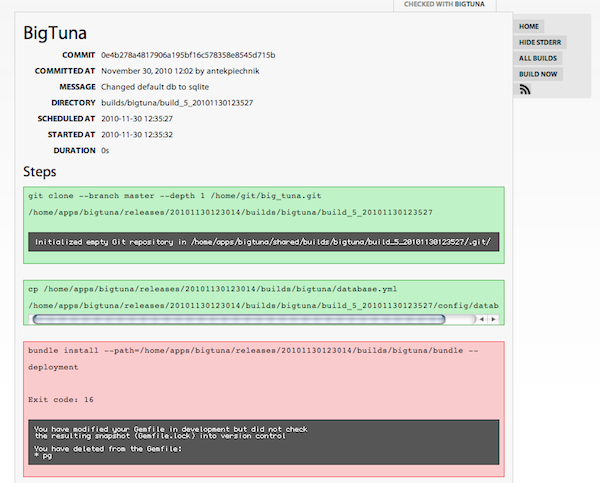 CHECKED WITH BIGTUNA
BigTuna
HOME
HIDE STDERR
ALL BUILDS
BUILD NOW
COMMIT 0e4b278a4817906a195bf16c578358e8545d715b
COMMITTED AT November 30, 2010 12:02 by antekpiechnik
MESSAGE Changed default db to sqlite
DIRECTORY builds/bigtuna/build_5_20101130123527
SCHEDULED AT 2010-11-30 12:35:27
STARTED AT 2010-11-30 12:35:32
DURATION 0s
Steps
git clone --branch master --depth 1 /home/git/big_tuna.git
/home/apps/bigtuna/releases/20101130123014/builds/bigtuna/build_5_20101130123527
Initialized empty Git repository in /home/apps/bigtuna/shared/builds/bigtuna/build_5_20101130123527/.git/
cp /home/apps/bigtuna/releases/20101130123014/builds/bigtuna/database.yml
/home/apps/bigtuna/releases/20101130123014/builds/bigtuna/build_5_20101130123527/config/datab
bundle install --path=/home/apps/bigtuna/releases/20101130123014/builds/bigtuna/bundle --
deployment
Exit code: 16
You have modified your Gemfile in development but did not check
the resulting snapshot (Gemfile.lock) into version control
You have deleted from the Gemfile:
* pg